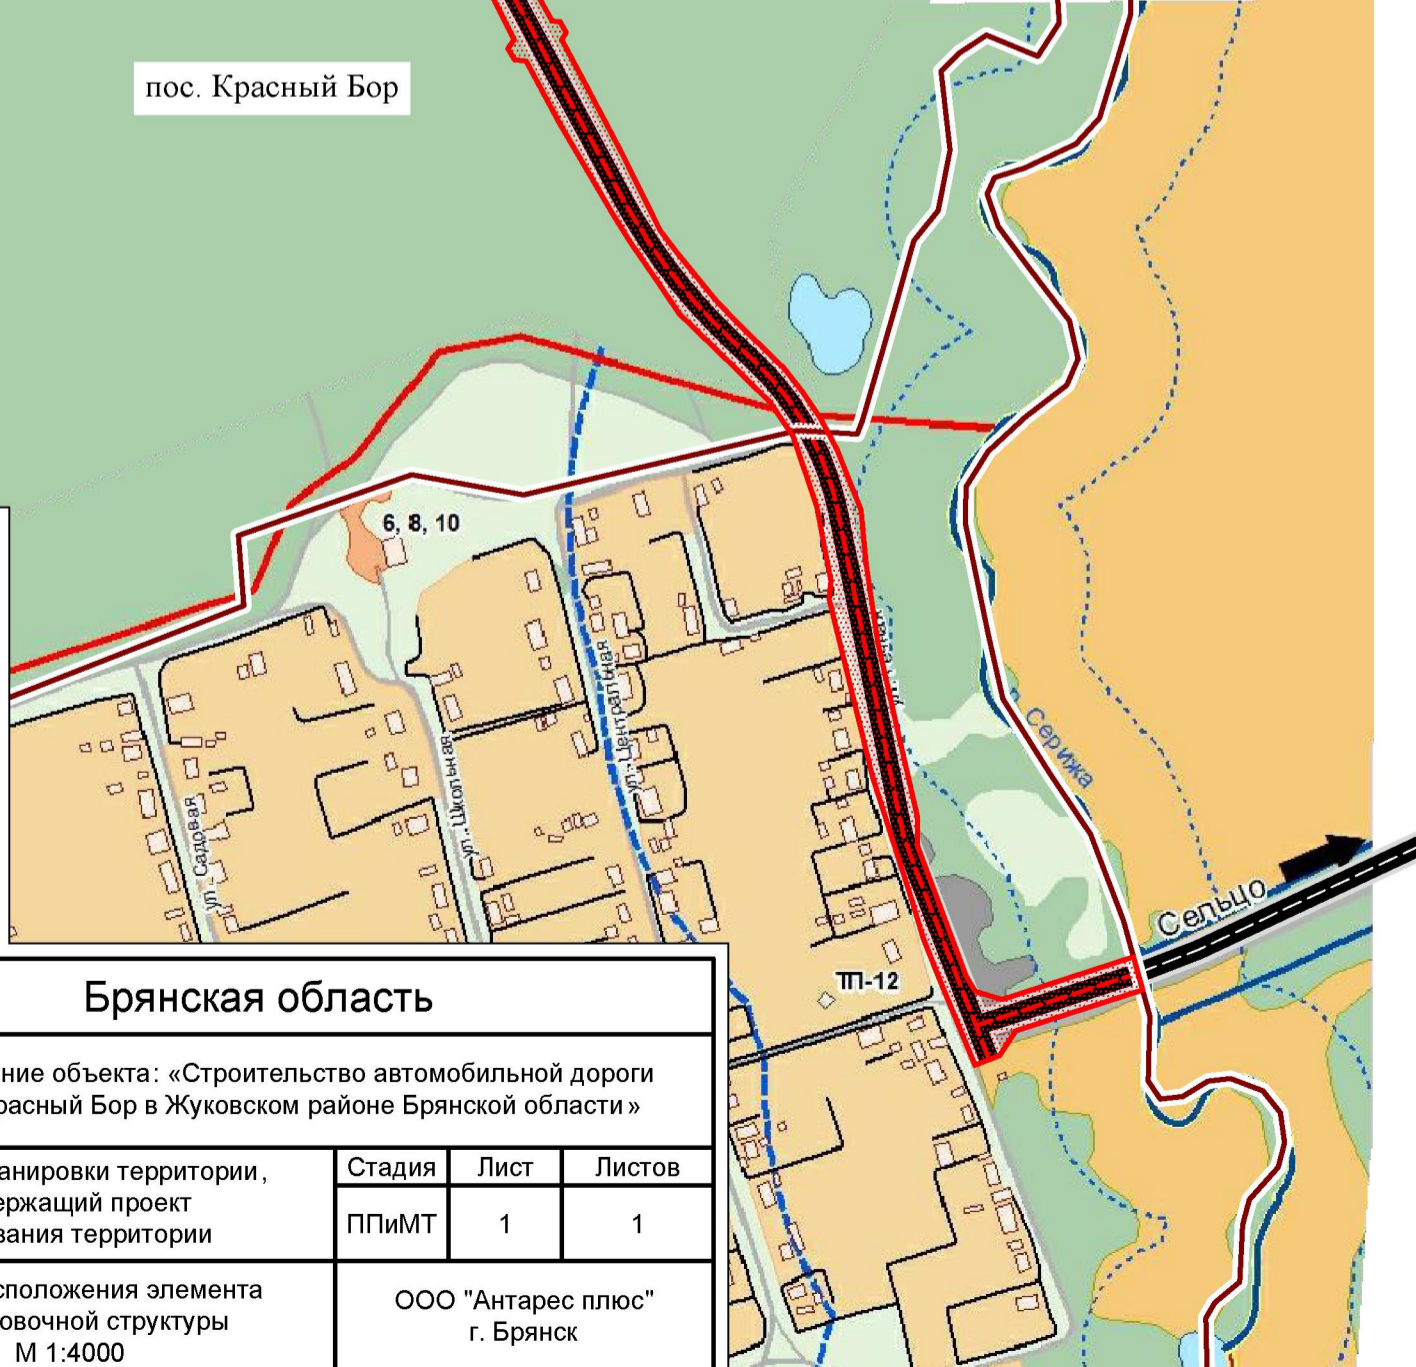 пос. Красный Бор
6, 8, 10
ул. Центральная
р. Серижа
ул. Школьная
ул. Садовая
Сельцо
ТП-12
Брянская область
ние объекта: «Строительство автомобильной дороги
расный Бор в Жуковском районе Брянской области»
анировки территории,
ержащий проект
вания территории
Стадия
Лист
Листов
ППиМТ
1
1
сположения элемента
овочной структуры
М 1:4000
ООО "Антарес плюс"
г. Брянск